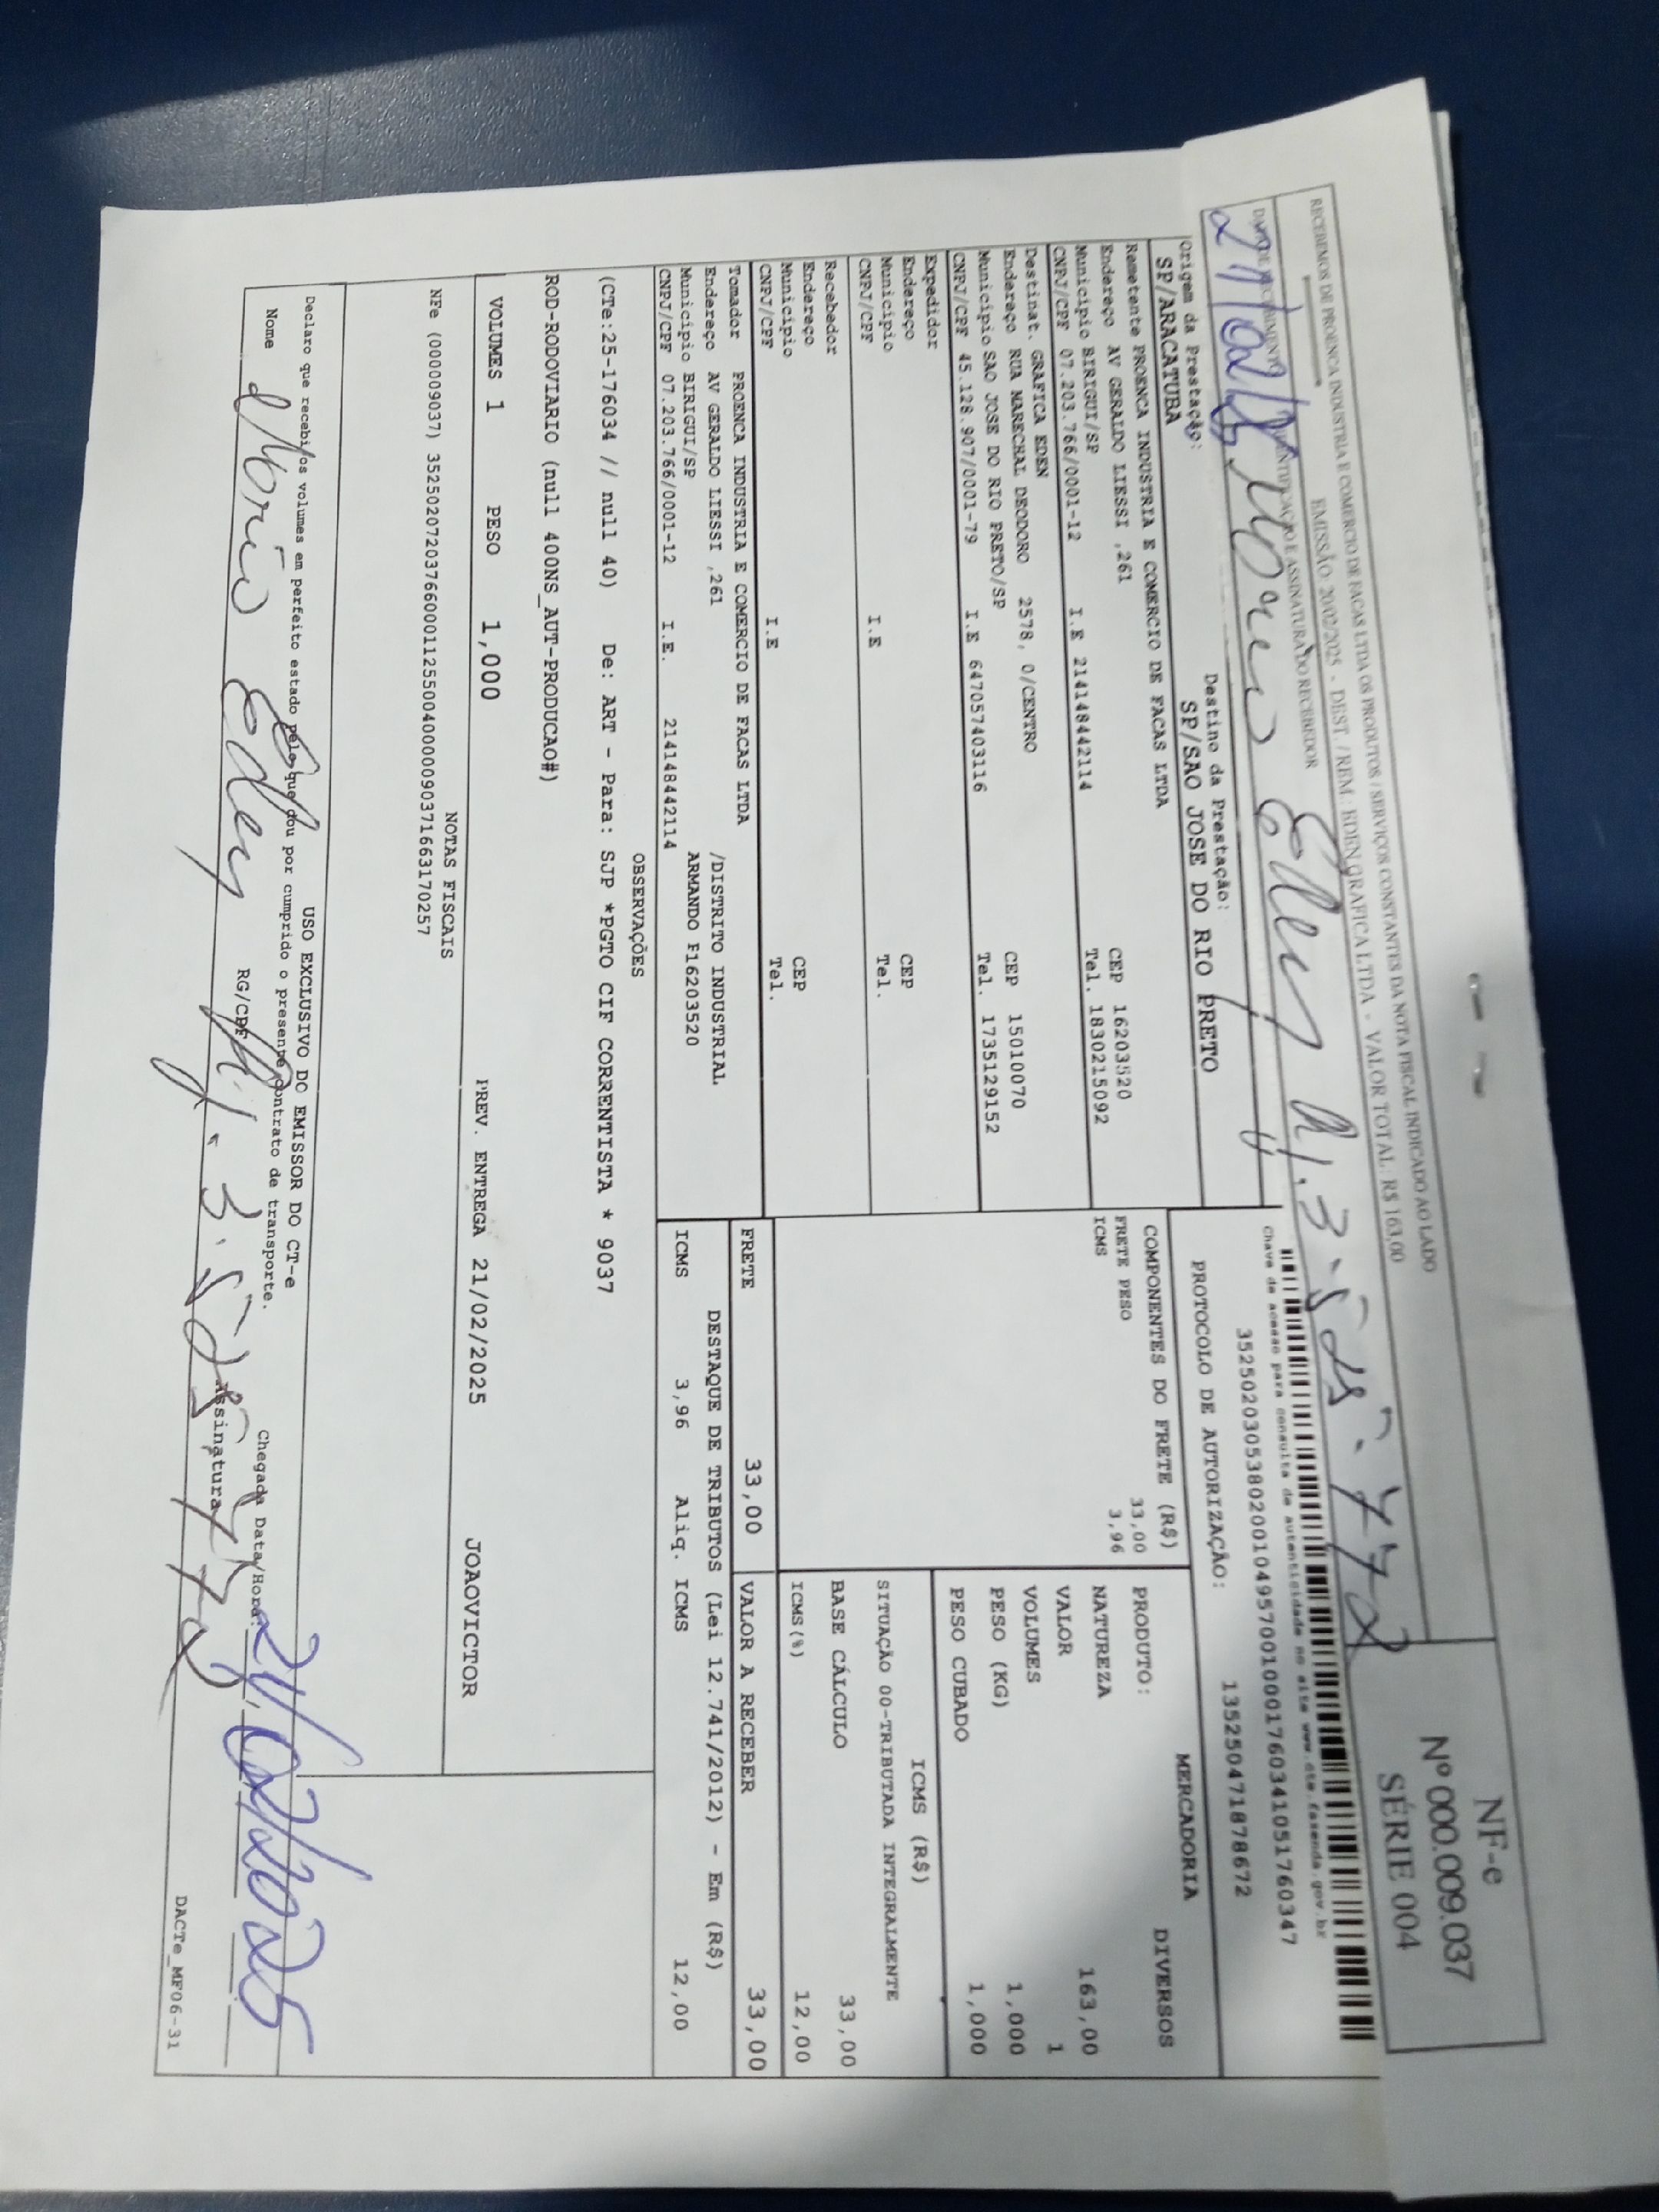 RECEBEMOS DE PROENCA INDUSTRIA E COMERCIO DE FACAS LTDA OS PRODUTOS / SERVIÇOS CONSTANTES DA NOTA FISCAL INDICADO AO LADO
EMISSÃO: 20/02/2025 - DEST. / REM.: EDEN GRAFICA LTDA - VALOR TOTAL: R$ 163,00
NF-e
Nº 000.009.037
SÉRIE 004
Chave de acesso para consulta de autenticidade no site www.cte.fazenda.gov.br
35250203053802001049570010001760341051760347
PROTOCOLO DE AUTORIZAÇÃO:
135250471878672
Origem da Prestação:
SP/ARACATUBA
Destino da Prestação:
SP/SAO JOSE DO RIO PRETO
Remetente PROENCA INDUSTRIA E COMERCIO DE FACAS LTDA
Endereço AV GERALDO LIESSI ,261 CEP 16203520
Município BIRIGUI/SP Tel. 1830215092
CNPJ/CPF 07.203.766/0001-12 I.E 214148442114
Destinat. GRAFICA EDEN
Endereço RUA MARECHAL DEODORO 2578, 0/CENTRO CEP 15010070
Município SAO JOSE DO RIO PRETO/SP Tel. 1735129152
CNPJ/CPF 45.128.907/0001-79 I.E 647057403116
Expedidor
Endereço CEP
Município Tel.
CNPJ/CPF I.E
Recebedor
Endereço
Município CEP
CNPJ/CPF I.E Tel.
Tomador PROENCA INDUSTRIA E COMERCIO DE FACAS LTDA
Endereço AV GERALDO LIESSI ,261 /DISTRITO INDUSTRIAL
Município BIRIGUI/SP ARMANDO F16203520
CNPJ/CPF 07.203.766/0001-12 I.E. 214148442114
COMPONENTES DO FRETE (R$)
FRETE PESO 33,00
ICMS 3,96
MERCADORIA
PRODUTO: DIVERSOS
NATUREZA
VALOR 163,00
VOLUMES 1
PESO (KG) 1,000
PESO CUBADO 1,000
ICMS (R$)
SITUAÇÃO 00-TRIBUTADA INTEGRALMENTE
BASE CÁLCULO 33,00
ICMS(%) 12,00
FRETE 33,00 VALOR A RECEBER 33,00
DESTAQUE DE TRIBUTOS (Lei 12.741/2012) - Em (R$)
ICMS 3,96 Aliq. ICMS 12,00
OBSERVAÇÕES
(CTe:25-176034 // null 40) De: ART - Para: SJP *PGTO CIF CORRENTISTA * 9037
ROD-RODOVIARIO (null 400NS_AUT-PRODUCAO#)
VOLUMES 1 PESO 1,000 PREV. ENTREGA 21/02/2025 JOAOVICTOR
NOTAS FISCAIS
NFe (000009037) 35250207203766000112550040000090371663170257
USO EXCLUSIVO DO EMISSOR DO CT-e
Declaro que recebi os volumes em perfeito estado pelo que dou por cumprido o presente contrato de transporte.
Nome RG/CPF Assinatura Chegada Data/Hora: 21/02/2025
DACTe_MF06-31